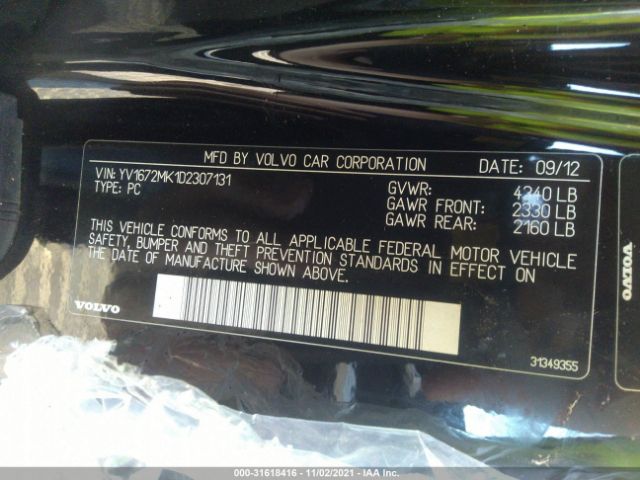 MFD BY VOLVO CAR CORPORATION DATE: 09/12
VIN: YV1672MK1D2307131
TYPE: PC
GVWR: 4240 LB
GAWR FRONT: 2330 LB
GAWR REAR: 2160 LB
THIS VEHICLE CONFORMS TO ALL APPLICABLE FEDERAL MOTOR VEHICLE
SAFETY, BUMPER AND THEFT PREVENTION STANDARDS IN EFFECT ON
THE DATE OF MANUFACTURE SHOWN ABOVE.
VOLVO
31349355
VOLVO
000-31618416 - 11/02/2021 - IAA Inc.